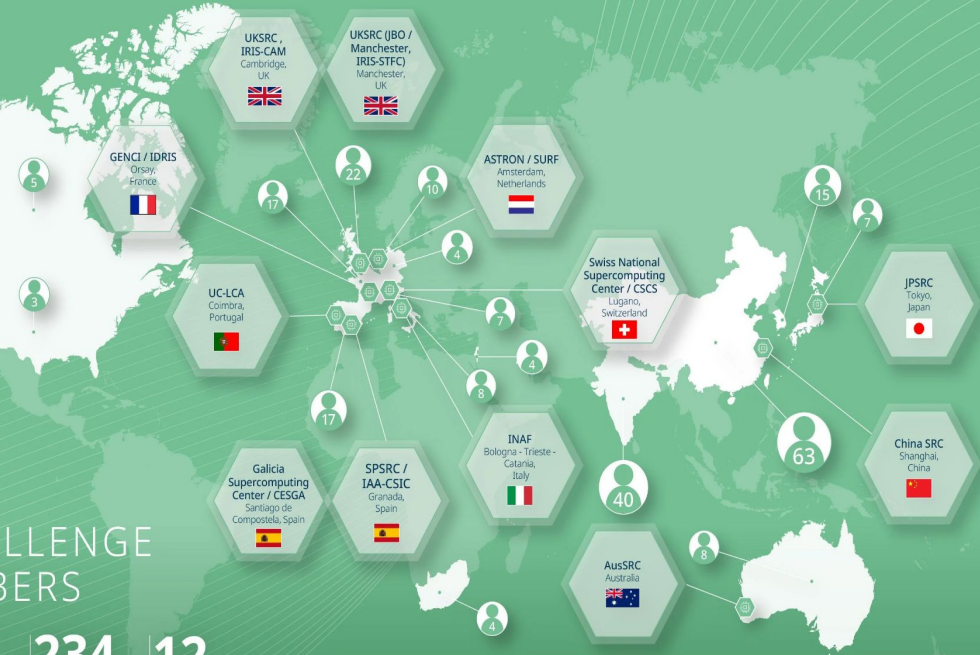 UKSRC ,
IRIS-CAM
Cambridge,
UK
UKSRC (JBO /
Manchester,
IRIS-STFC)
Manchester,
UK
GENCI / IDRIS
Orsay,
France
ASTRON / SURF
Amsterdam,
Netherlands
5
17
22
10
4
15
7
3
UC-LCA
Coimbra,
Portugal
Swiss National
Supercomputing
Center / CSCS
Lugano,
Switzerland
JPSRC
Tokyo,
Japan
7
4
8
17
Galicia
Supercomputing
Center / CESGA
Santiago de
Compostela, Spain
SPSRC /
IAA-CSIC
Granada,
Spain
INAF
Bologna - Trieste -
Catania,
Italy
40
63
China SRC
Shanghai,
China
AusSRC
Australia
8
4
LLENGE
BERS
234
12